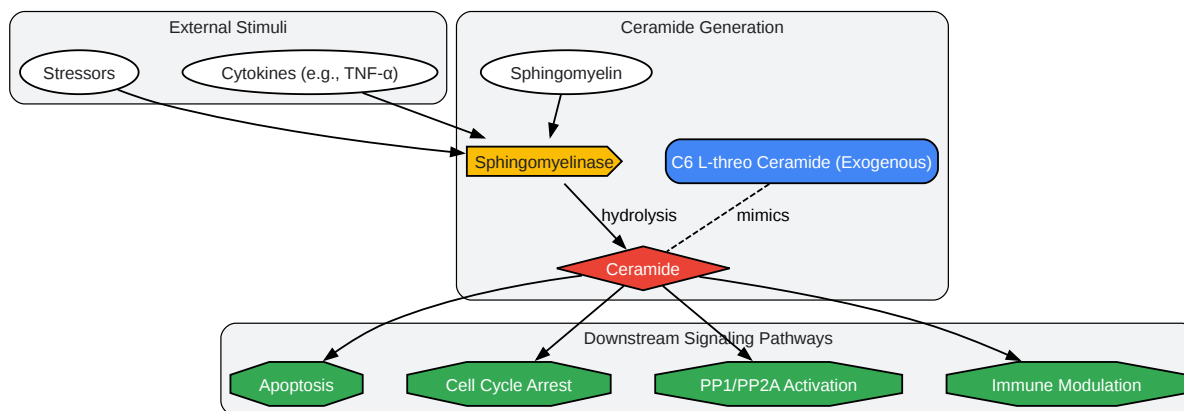 External Stimuli
Ceramide Generation
Stressors
Cytokines (e.g., TNF-α)
Sphingomyelin
Sphingomyelinase
C6 L-threo Ceramide (Exogenous)
hydrolysis
mimics
Ceramide
Downstream Signaling Pathways
Apoptosis
Cell Cycle Arrest
PP1/PP2A Activation
Immune Modulation